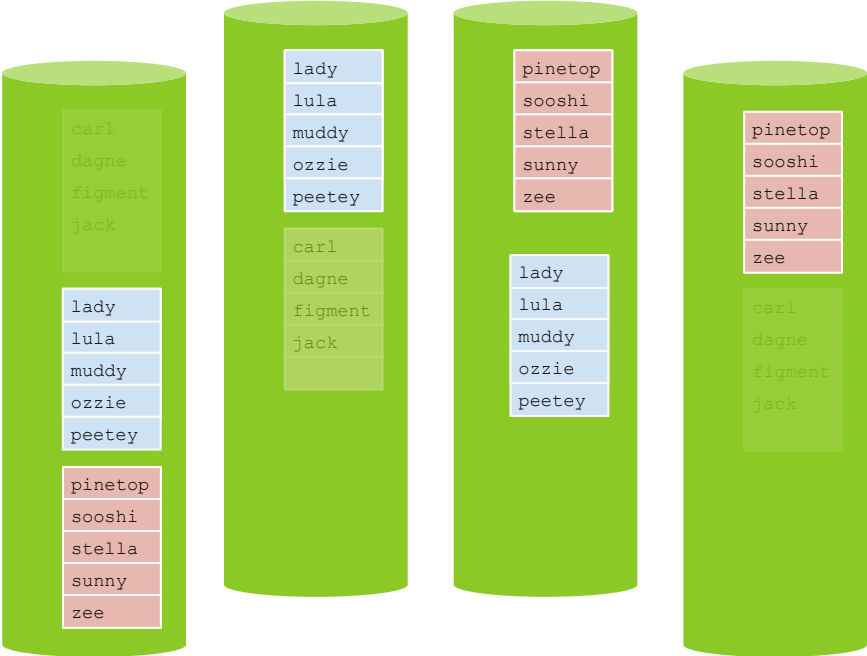 carl
dagne
figment
jack
lady
lula
muddy
ozzie
peetey
pinetop
sooshi
stella
sunny
zee
lady
lula
muddy
ozzie
peetey
carl
dagne
figment
jack
pinetop
sooshi
stella
sunny
zee
lady
lula
muddy
ozzie
peetey
pinetop
sooshi
stella
sunny
zee
carl
dagne
figment
jack